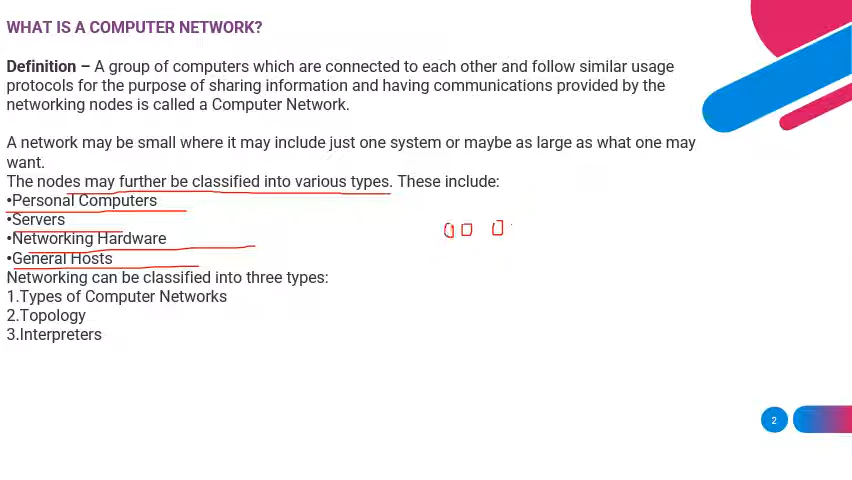 WHAT IS A COMPUTER NETWORK?
Definition – A group of computers which are connected to each other and follow similar usage
protocols for the purpose of sharing information and having communications provided by the
networking nodes is called a Computer Network.
A network may be small where it may include just one system or maybe as large as what one may
want.
The nodes may further be classified into various types. These include:
•Personal Computers
•Servers
•Networking Hardware
•General Hosts
Networking can be classified into three types:
1.Types of Computer Networks
2.Topology
3.Interpreters
2